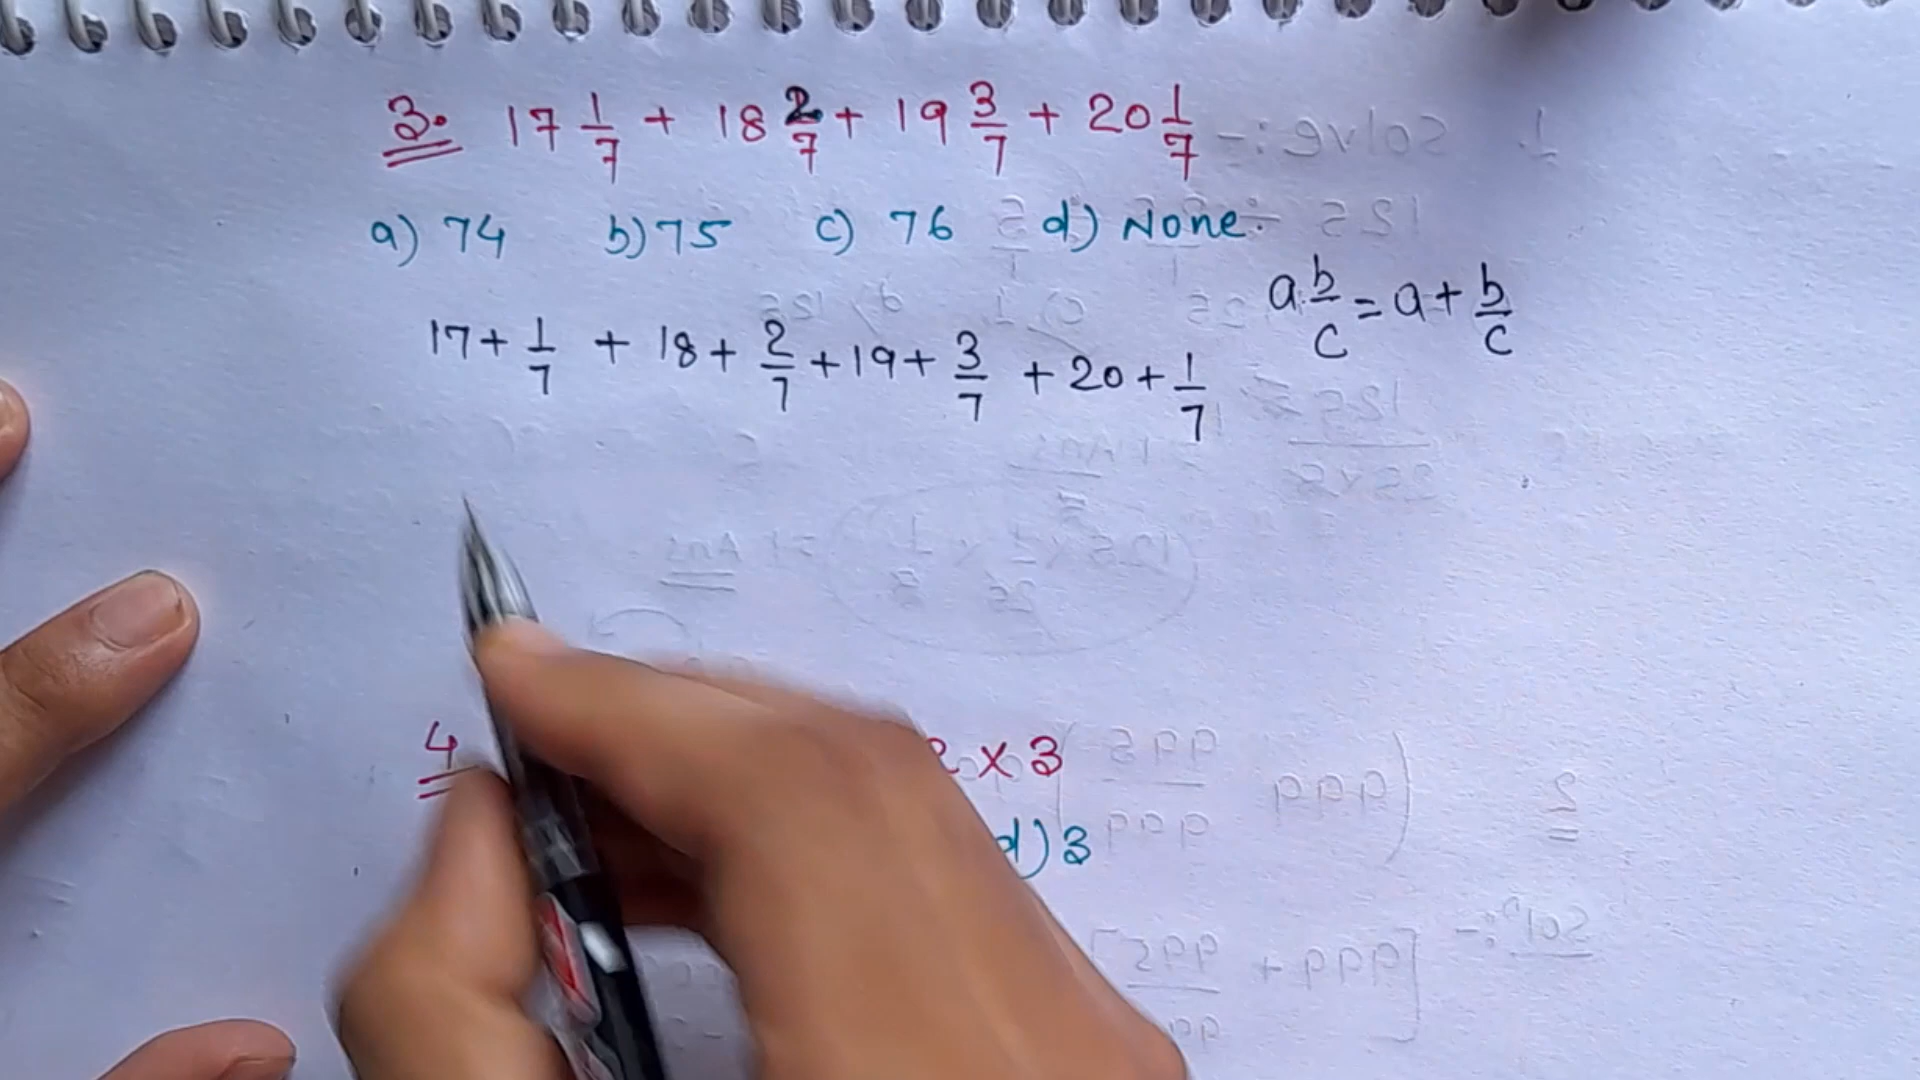 3. 17 1/7 + 18 2/7 + 19 3/7 + 20 1/7
a) 74 b) 75 c) 76 d) None
a b/c = a + b/c
17 + 1/7 + 18 + 2/7 + 19 + 3/7 + 20 + 1/7
4 x 3
d) 3